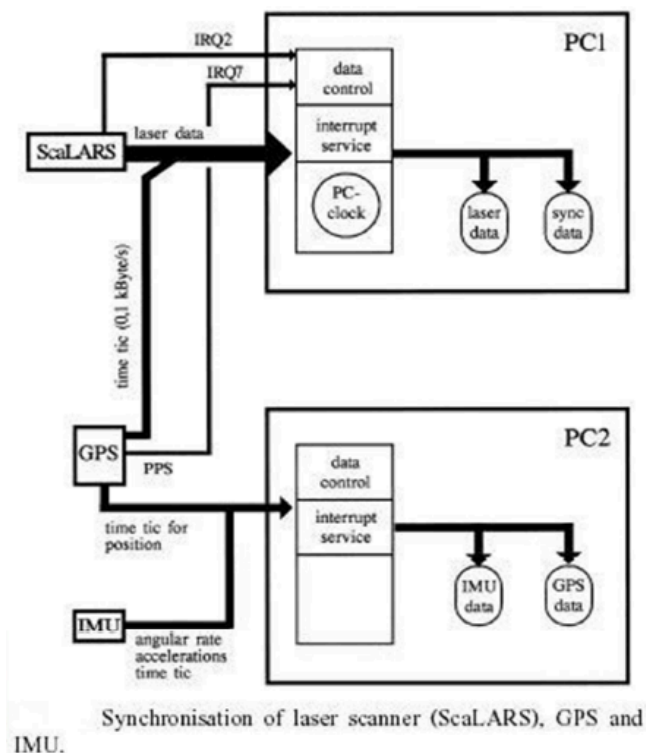 IRQ2
PC1
IRQ7
data
control
laser data
interrupt
service
ScaLARS
PC-
clock
laser
data
sync
data
time tic (0,1 kByte/s)
GPS
PPS
PC2
data
control
time tic for
position
interrupt
service
IMU
data
GPS
data
IMU
angular rate
accelerations
time tic
Synchronisation of laser scanner (ScaLARS), GPS and
IMU.